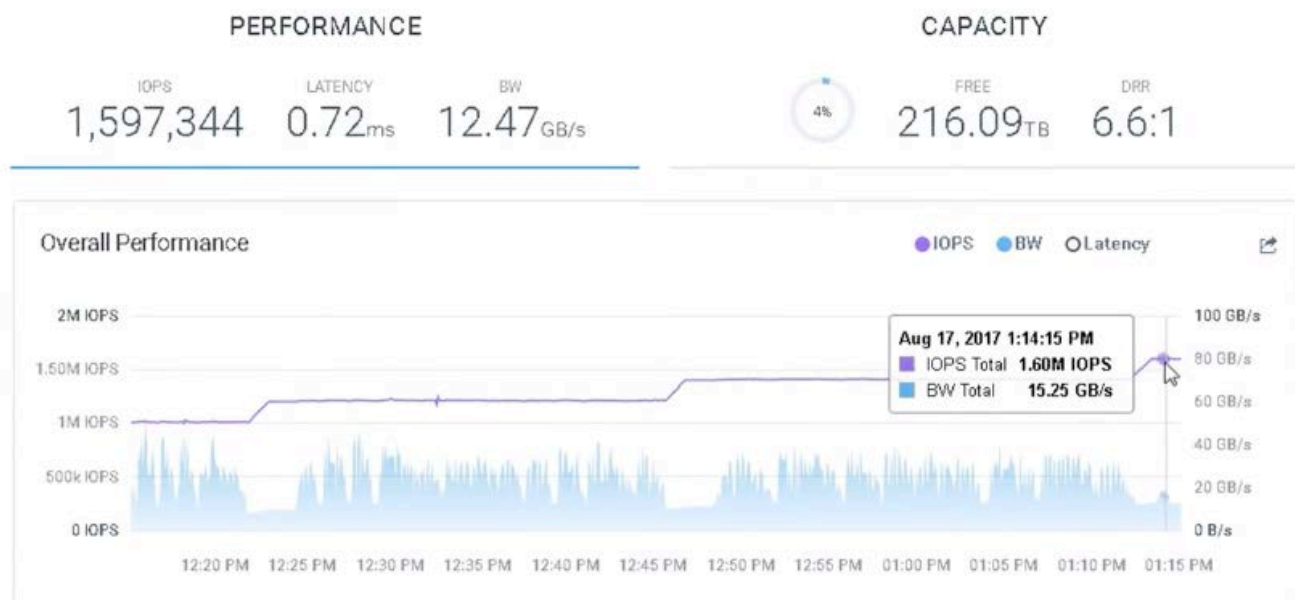 PERFORMANCE
CAPACITY
IOPS LATENCY BW
1,597,344 0.72ms 12.47GB/s
4%
FREE DRR
216.09TB 6.6:1
Overall Performance
IOPS BW Latency
2M IOPS
1.50M IOPS
1M IOPS
500k IOPS
0 IOPS
Aug 17, 2017 1:14:15 PM
IOPS Total 1.60M IOPS
BW Total 15.25 GB/s
100 GB/s
80 GB/s
60 GB/s
40 GB/s
20 GB/s
0 B/s
12:20 PM 12:25 PM 12:30 PM 12:35 PM 12:40 PM 12:45 PM 12:50 PM 12:55 PM 01:00 PM 01:05 PM 01:10 PM 01:15 PM